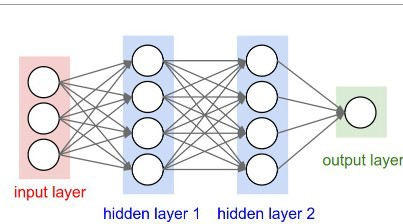 input layer
hidden layer 1
hidden layer 2
output layer